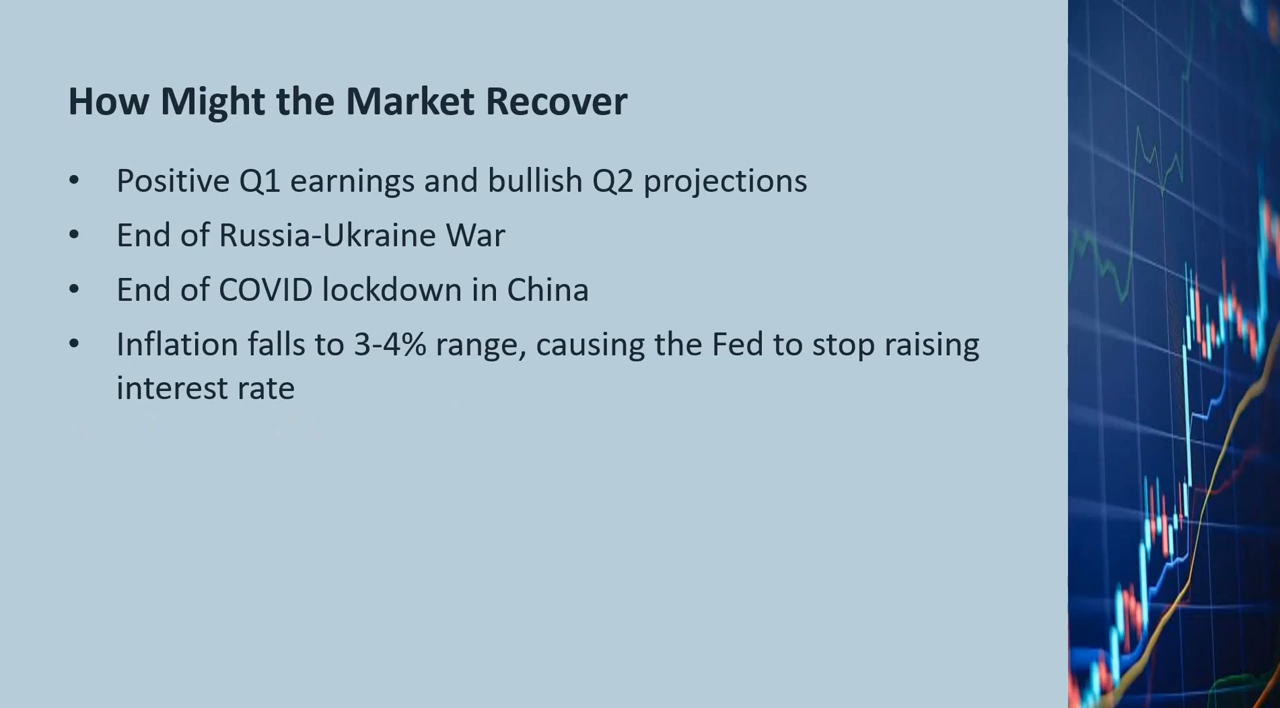 How Might the Market Recover
• Positive Q1 earnings and bullish Q2 projections
• End of Russia-Ukraine War
• End of COVID lockdown in China
• Inflation falls to 3-4% range, causing the Fed to stop raising
interest rate